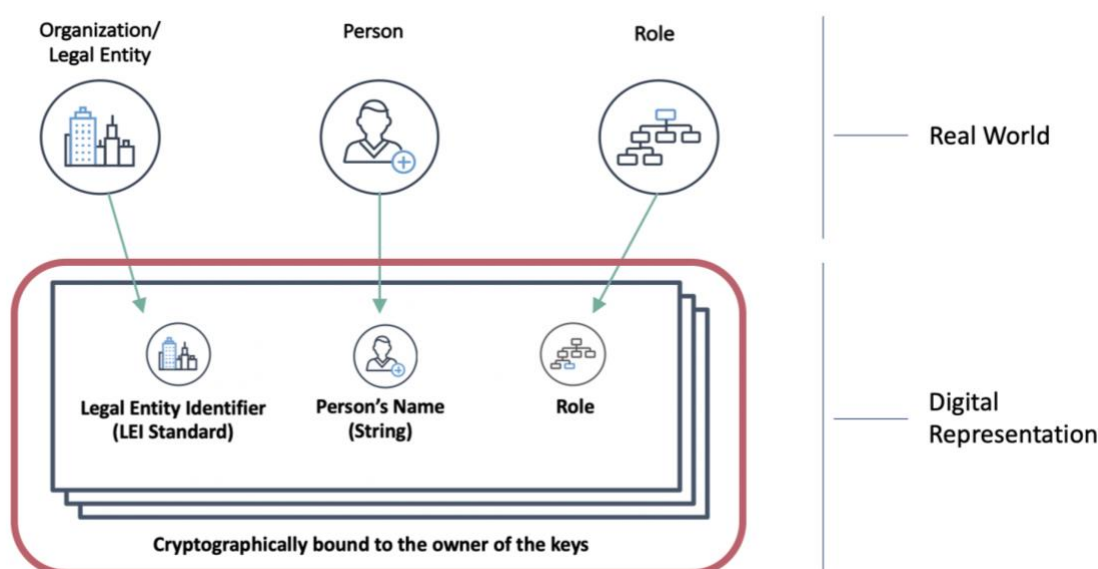 Organization/
Legal Entity
Person
Role
Real World
Legal Entity Identifier
(LEI Standard)
Person's Name
(String)
Role
Digital
Representation
Cryptographically bound to the owner of the keys